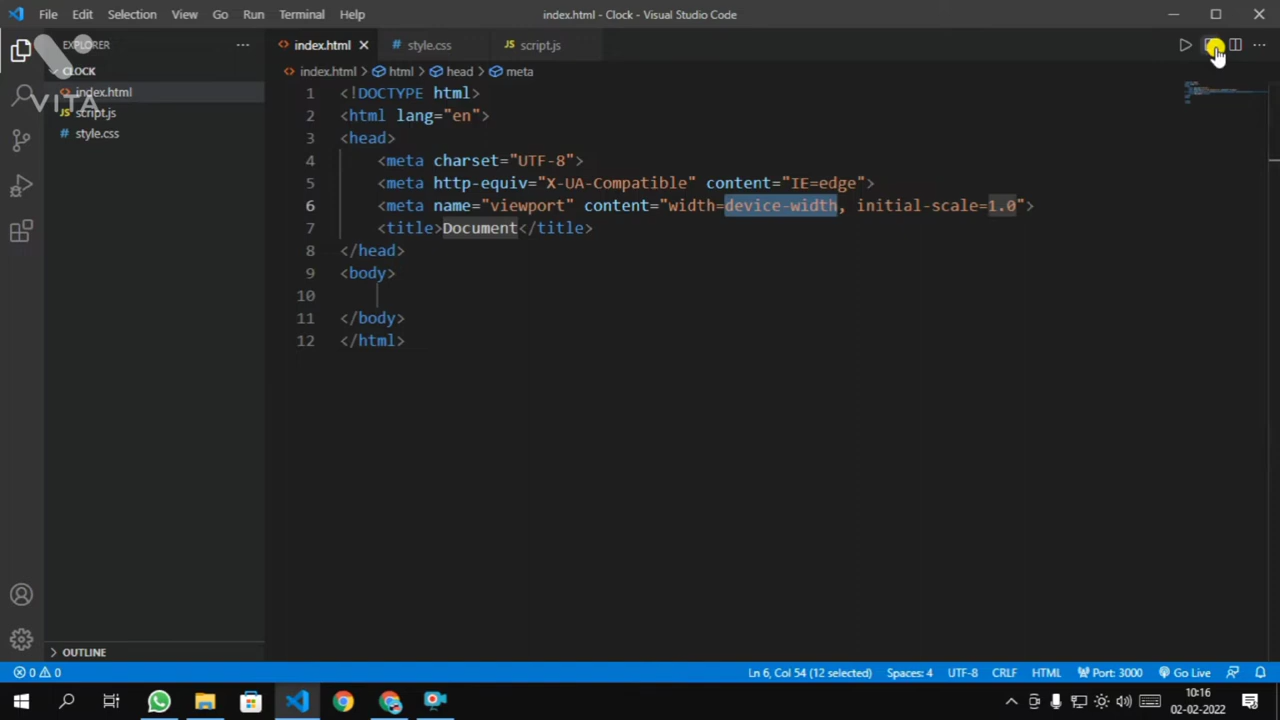 File Edit Selection View Go Run Terminal Help index.html - Clock - Visual Studio Code
EXPLORER ··· index.html style.css script.js ···
CLOCK index.html > html > head > meta
index.html
VITA
script.js
style.css
1 <!DOCTYPE html>
2 <html lang="en">
3 <head>
4 <meta charset="UTF-8">
5 <meta http-equiv="X-UA-Compatible" content="IE=edge">
6 <meta name="viewport" content="width=device-width, initial-scale=1.0">
7 <title>Document</title>
8 </head>
9 <body>
10
11 </body>
12 </html>
OUTLINE
0 0 Ln 6, Col 54 (12 selected) Spaces: 4 UTF-8 CRLF HTML Port: 3000 Go Live
10:16
02-02-2022